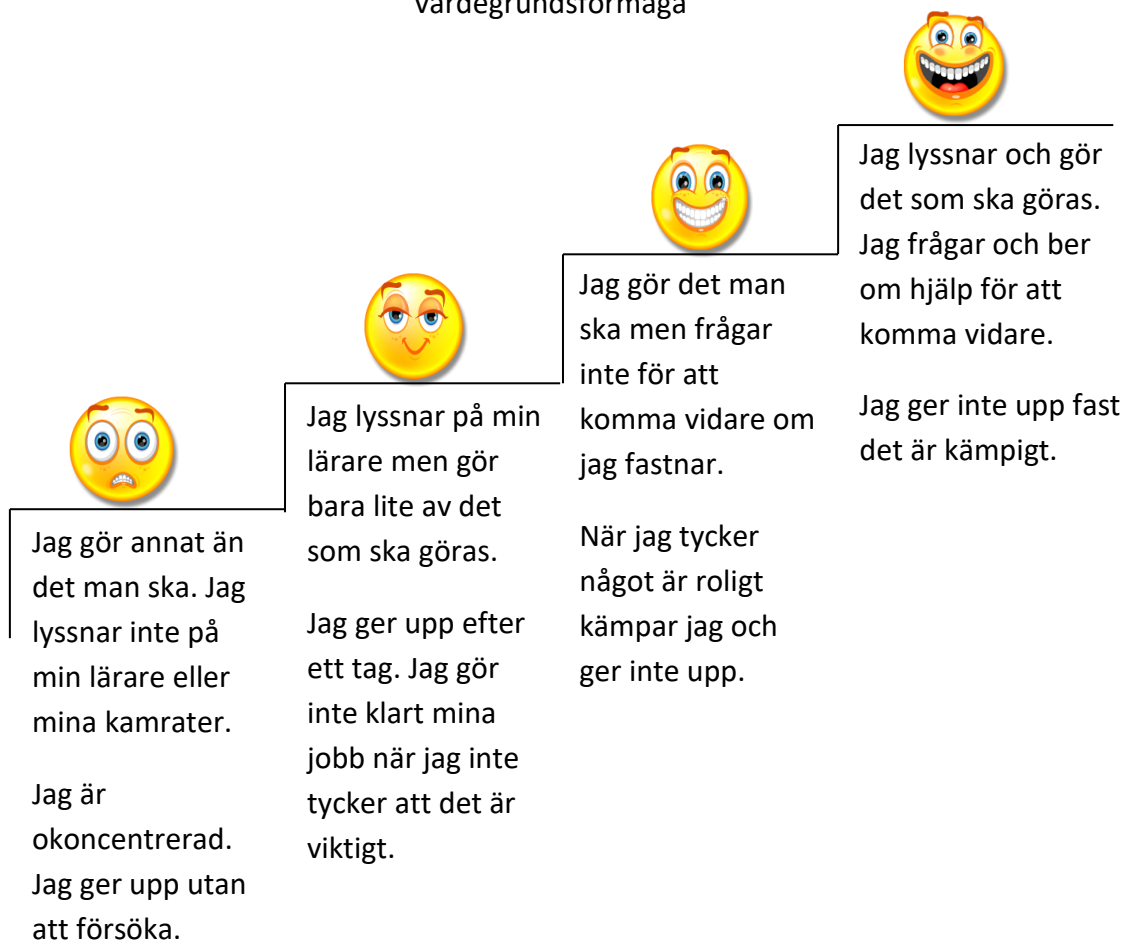 värdegrundsförmåga
Jag gör annat än
det man ska. Jag
lyssnar inte på
min lärare eller
mina kamrater.
Jag är
okoncentrerad.
Jag ger upp utan
att försöka.
Jag lyssnar på min
lärare men gör
bara lite av det
som ska göras.
Jag ger upp efter
ett tag. Jag gör
inte klart mina
jobb när jag inte
tycker att det är
viktigt.
Jag gör det man
ska men frågar
inte för att
komma vidare om
jag fastnar.
När jag tycker
något är roligt
kämpar jag och
ger inte upp.
Jag lyssnar och gör
det som ska göras.
Jag frågar och ber
om hjälp för att
komma vidare.
Jag ger inte upp fast
det är kämpigt.